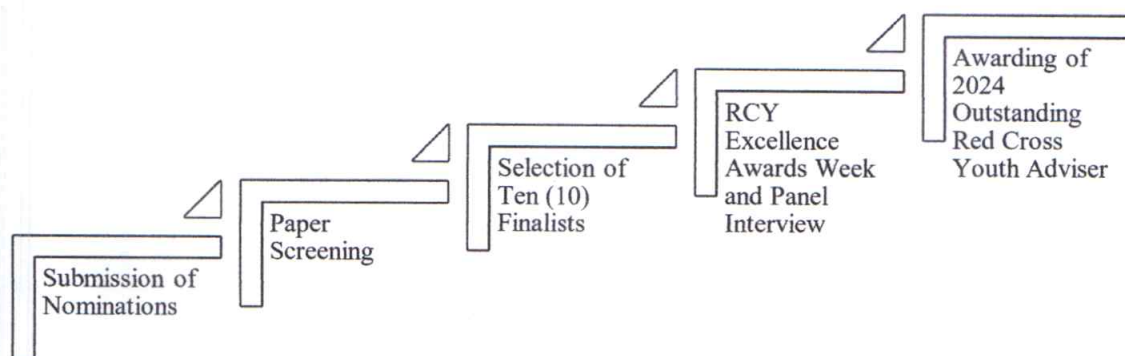 Submission of
Nominations
Paper
Screening
Selection of
Ten (10)
Finalists
RCY
Excellence
Awards Week
and Panel
Interview
Awarding of
2024
Outstanding
Red Cross
Youth Adviser